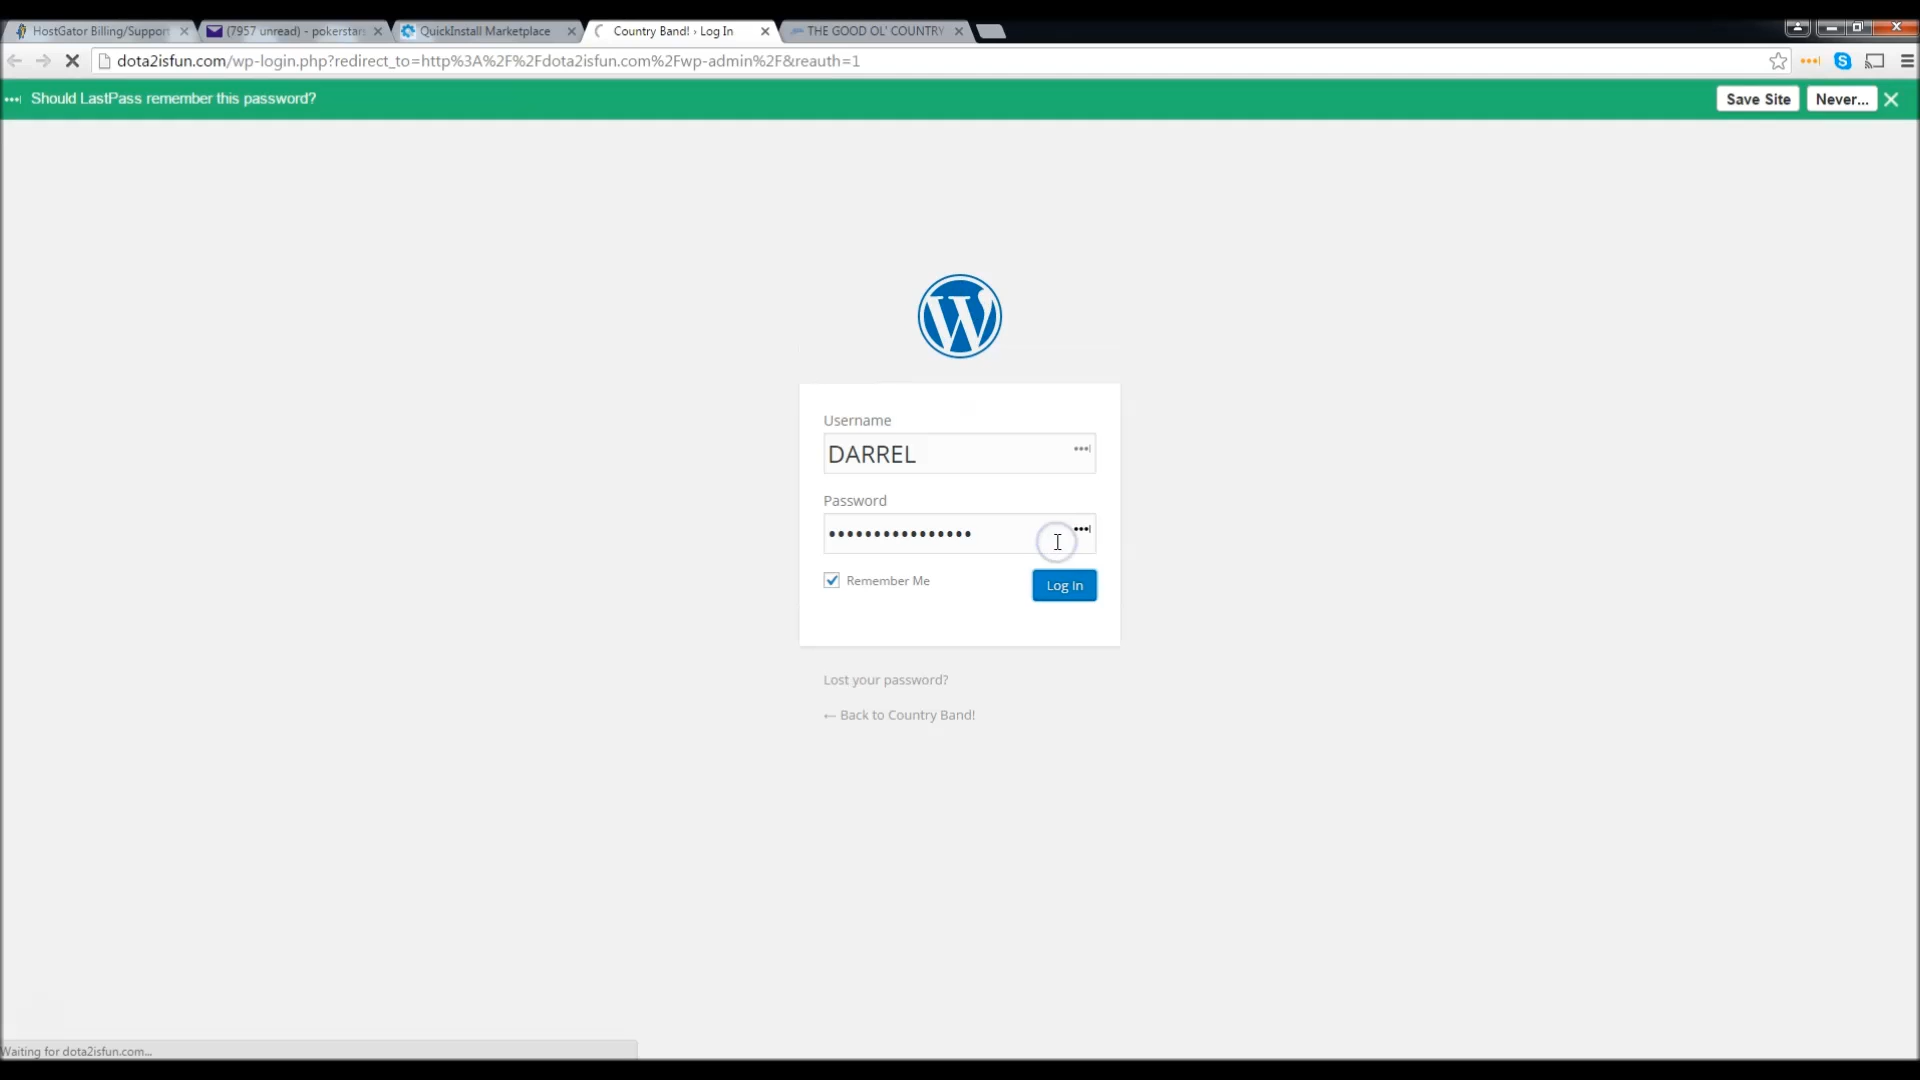 HostGator Billing/Suppor
(7957 unread) - pokerstar
QuickInstall Marketplace
Country Band! › Log In
THE GOOD OL' COUNTRY
dota2isfun.com/wp-login.php?redirect_to=http%3A%2F%2Fdota2isfun.com%2Fwp-admin%2F&reauth=1
Should LastPass remember this password?
Save Site
Never...
W
Username
DARREL
Password
Remember Me
Log In
Lost your password?
← Back to Country Band!
Waiting for dota2isfun.com...